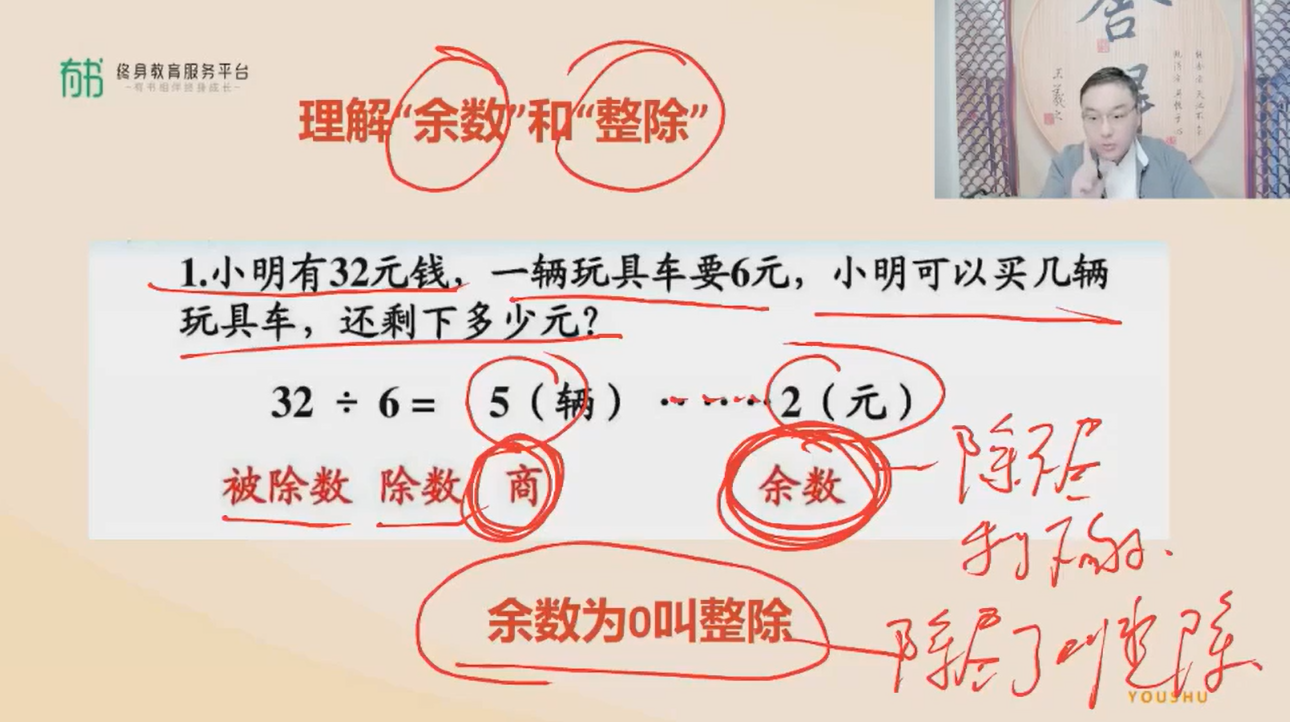 有书 终身教育服务平台
-有书相伴终身成长-
理解“余数”和“整除”
1.小明有32元钱，一辆玩具车要6元，小明可以买几辆
玩具车，还剩下多少元？
32 ÷ 6 = 5（辆） ······· 2（元）
被除数 除数 商 余数
除不尽
剩下的
余数为0叫整除
除尽了叫整除
YOUSHU